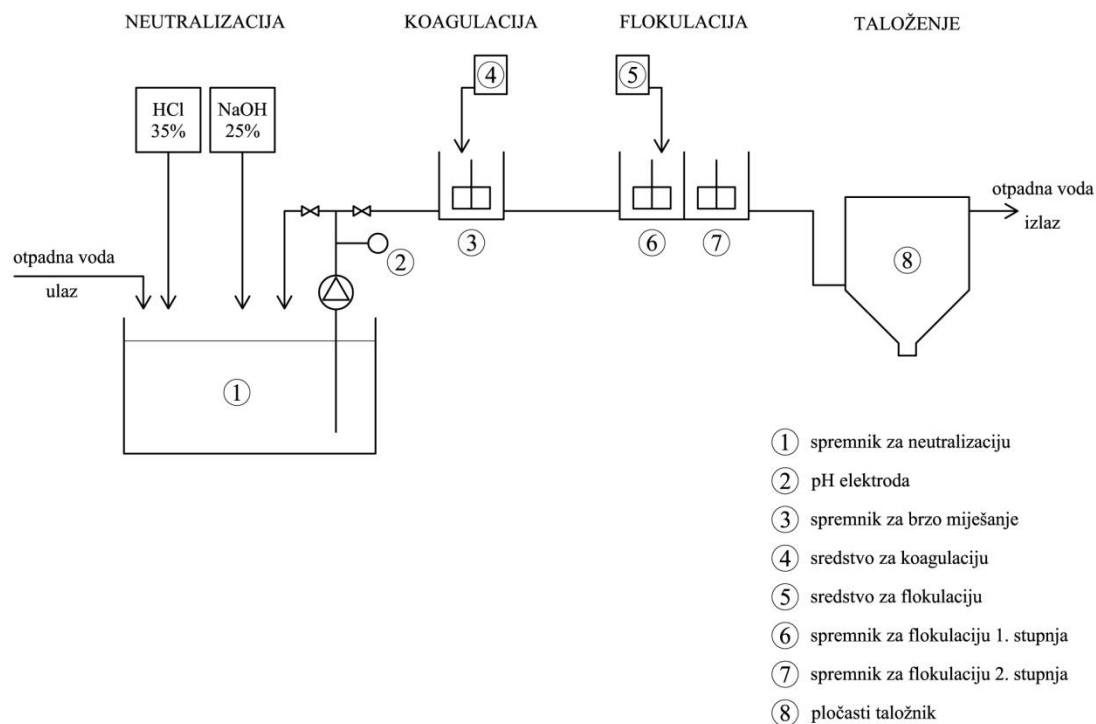 NEUTRALIZACIJA
KOAGULACIJA
FLOKULACIJA
TALOŽENJE
④
⑤
HCl
35%
NaOH
25%
otpadna voda
ulaz
②
③
⑥
⑦
⑧
otpadna voda
izlaz
①
① spremnik za neutralizaciju
② pH elektroda
③ spremnik za brzo miješanje
④ sredstvo za koagulaciju
⑤ sredstvo za flokulaciju
⑥ spremnik za flokulaciju 1. stupnja
⑦ spremnik za flokulaciju 2. stupnja
⑧ pločasti taložnik